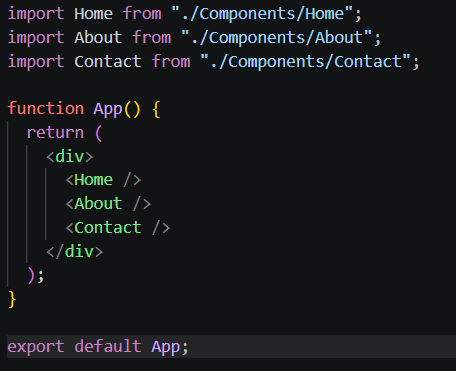 import Home from "./Components/Home";
import About from "./Components/About";
import Contact from "./Components/Contact";
function App() {
return (
<div>
<Home />
<About />
<Contact />
</div>
);
}
export default App;